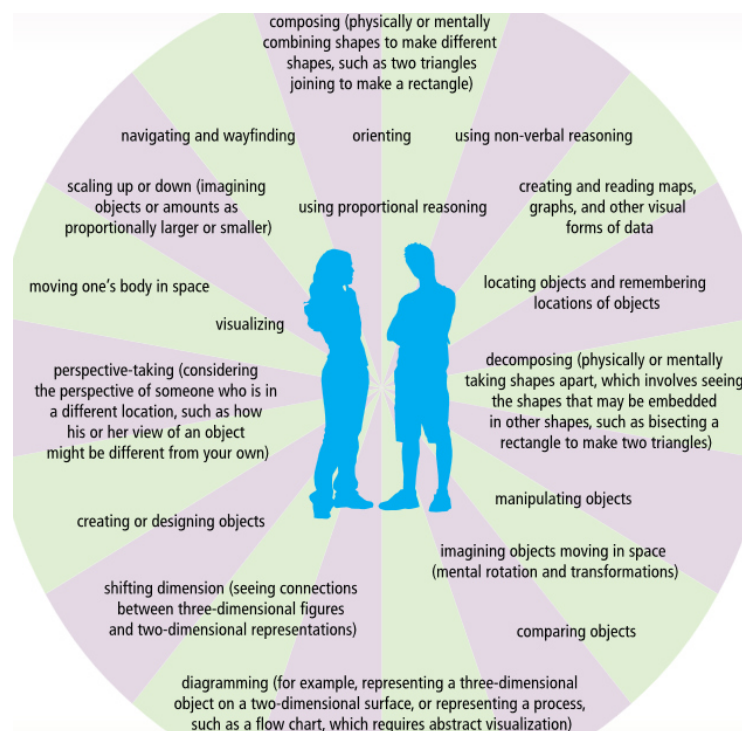 composing (physically or mentally
combining shapes to make different
shapes, such as two triangles
joining to make a rectangle)
navigating and wayfinding
orienting
using non-verbal reasoning
scaling up or down (imagining
objects or amounts as
proportionally larger or smaller)
using proportional reasoning
creating and reading maps,
graphs, and other visual
forms of data
moving one’s body in space
locating objects and remembering
locations of objects
visualizing
perspective-taking (considering
the perspective of someone who is in
a different location, such as how
his or her view of an object
might be different from your own)
decomposing (physically or mentally
taking shapes apart, which involves seeing
the shapes that may be embedded
in other shapes, such as bisecting a
rectangle to make two triangles)
manipulating objects
creating or designing objects
imagining objects moving in space
(mental rotation and transformations)
shifting dimension (seeing connections
between three-dimensional figures
and two-dimensional representations)
comparing objects
diagramming (for example, representing a three-dimensional
object on a two-dimensional surface, or representing a process,
such as a flow chart, which requires abstract visualization)